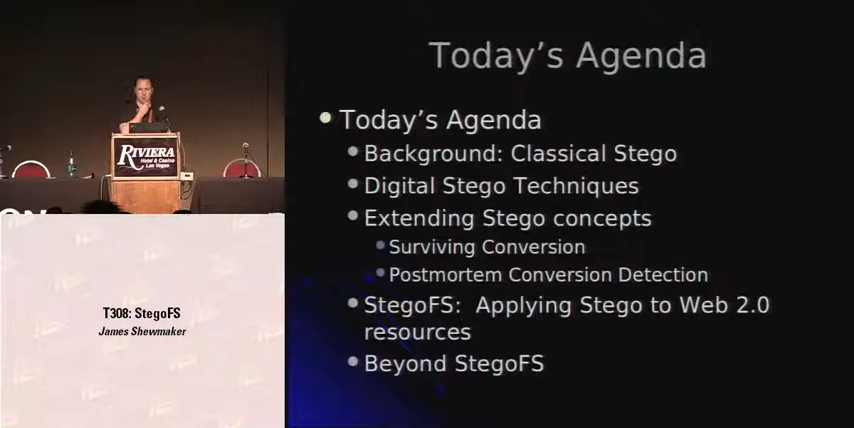 RIVIERA
Hotel & Casino
Las Vegas
ON
T308: StegoFS
James Shewmaker
Today's Agenda
Today's Agenda
Background: Classical Stego
Digital Stego Techniques
Extending Stego concepts
Surviving Conversion
Postmortem Conversion Detection
StegoFS: Applying Stego to Web 2.0
resources
Beyond StegoFS